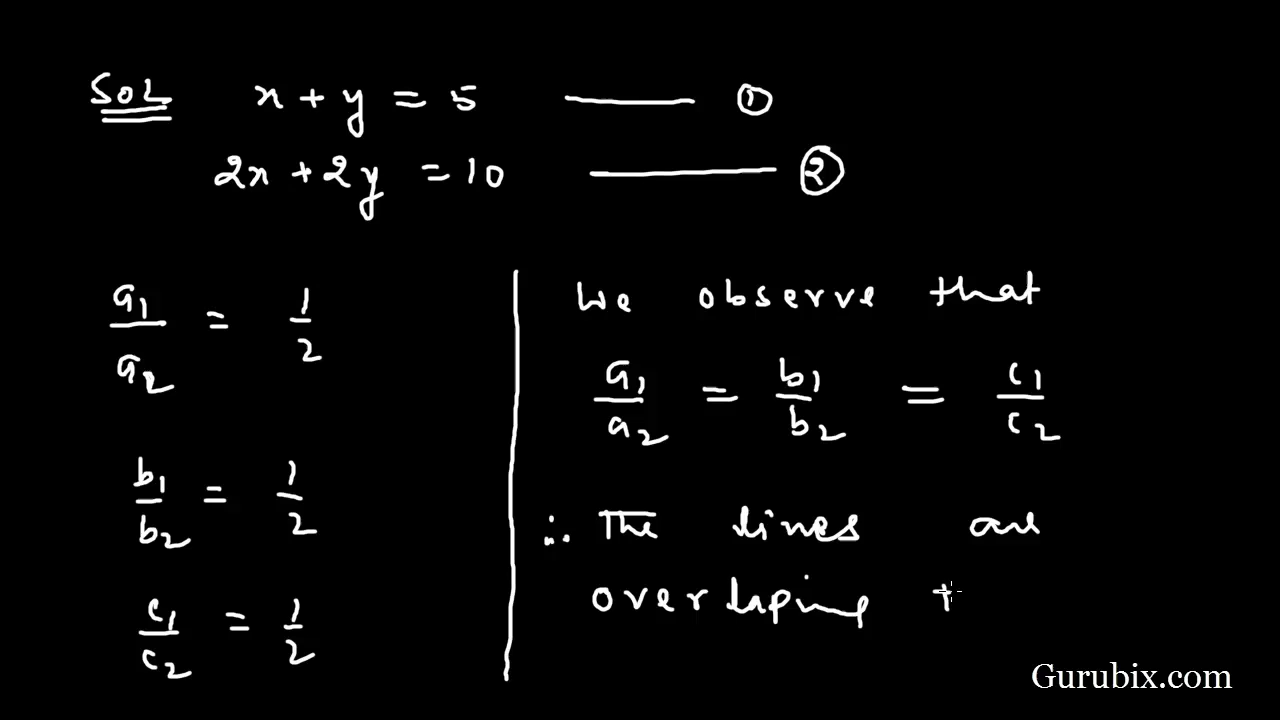 SOL x + y = 5 ——— ①
2x + 2y = 10 ——— ②
a₁/a₂ = 1/2
b₁/b₂ = 1/2
c₁/c₂ = 1/2
We observe that
a₁/a₂ = b₁/b₂ = c₁/c₂
∴ The lines are
overlaping t
Gurubix.com